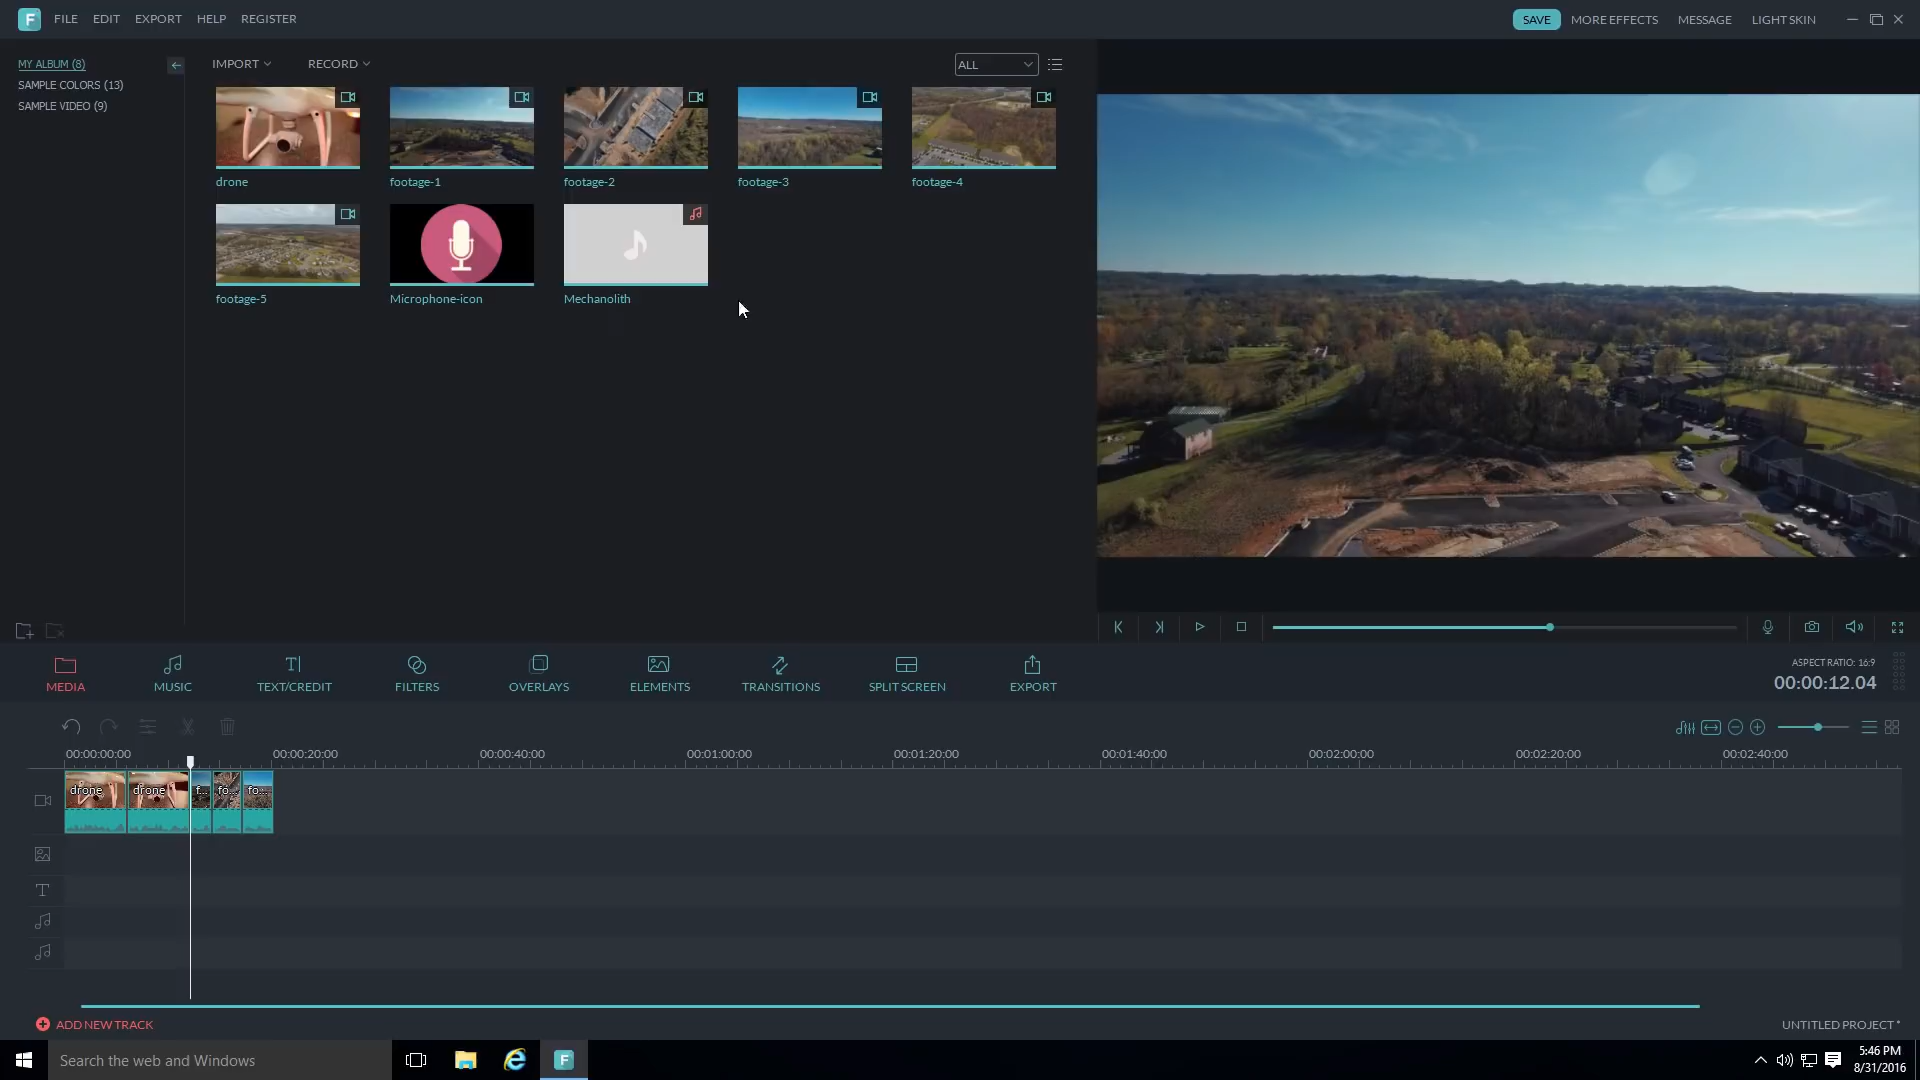 F FILE EDIT EXPORT HELP REGISTER SAVE MORE EFFECTS MESSAGE LIGHT SKIN
MY ALBUM (8)
SAMPLE COLORS (13)
SAMPLE VIDEO (9)
IMPORT RECORD ALL
drone footage-1 footage-2 footage-3 footage-4
footage-5 Microphone-icon Mechanolith
MEDIA MUSIC TEXT/CREDIT FILTERS OVERLAYS ELEMENTS TRANSITIONS SPLIT SCREEN EXPORT
ASPECT RATIO: 16:9
00:00:12.04
00:00:00:00 00:00:20:00 00:00:40:00 00:01:00:00 00:01:20:00 00:01:40:00 00:02:00:00 00:02:20:00 00:02:40:00
drone drone f... fo... fo...
T
ADD NEW TRACK UNTITLED PROJECT *
Search the web and Windows
F
5:46 PM
8/31/2016